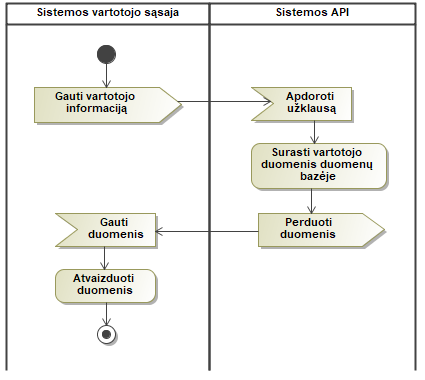 Sistemos vartotojo sąsaja
Sistemos API
Gauti vartotojo
informaciją
Apdoroti
užklausą
Surasti vartotojo
duomenis duomenų
bazėje
Gauti
duomenis
Perduoti
duomenis
Atvaizduoti
duomenis